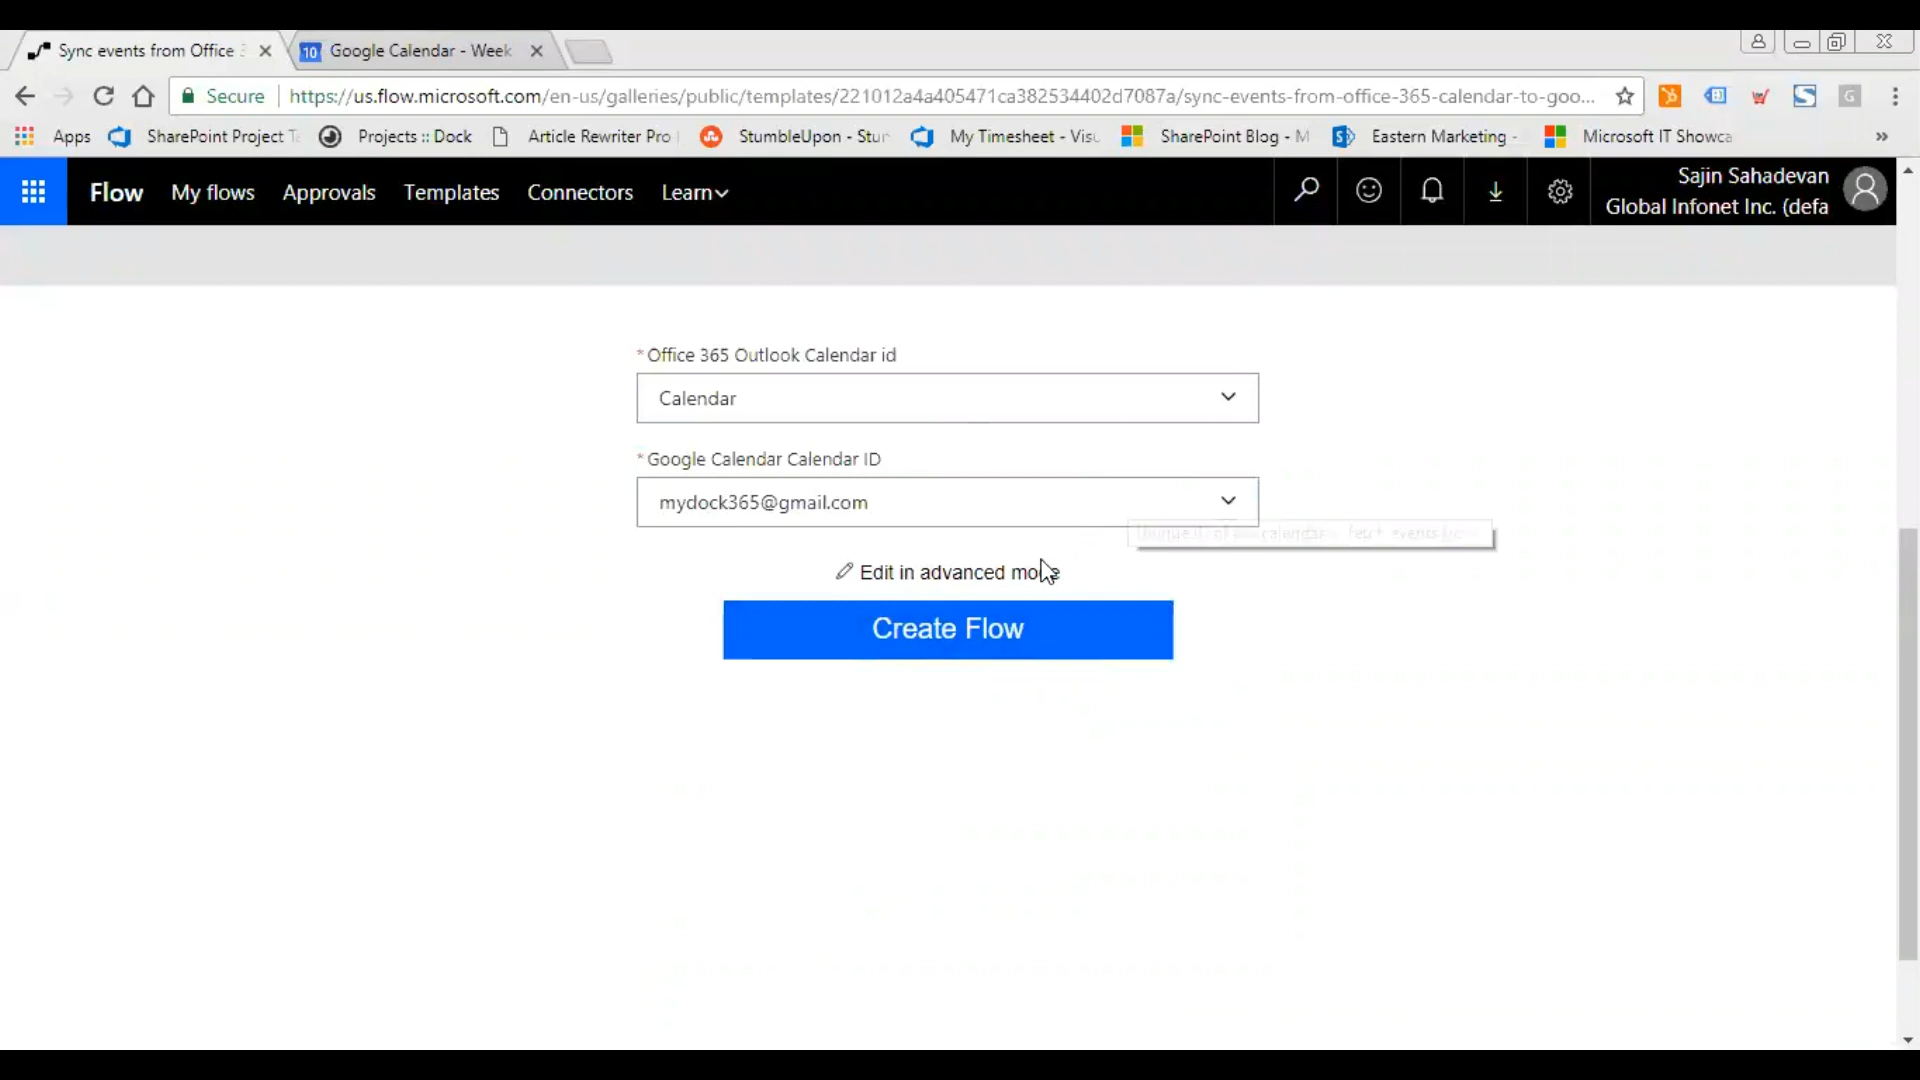 Sync events from Office 3
10 Google Calendar - Week
Secure https://us.flow.microsoft.com/en-us/galleries/public/templates/221012a4a405471ca382534402d7087a/sync-events-from-office-365-calendar-to-goo...
Apps SharePoint Project Ta Projects :: Dock Article Rewriter Pro StumbleUpon - Stu My Timesheet - Visu SharePoint Blog - M Eastern Marketing - Microsoft IT Showca »
Flow My flows Approvals Templates Connectors Learn
Sajin Sahadevan
Global Infonet Inc. (defa
* Office 365 Outlook Calendar id
Calendar
* Google Calendar Calendar ID
mydock365@gmail.com
Edit in advanced mode
Create Flow